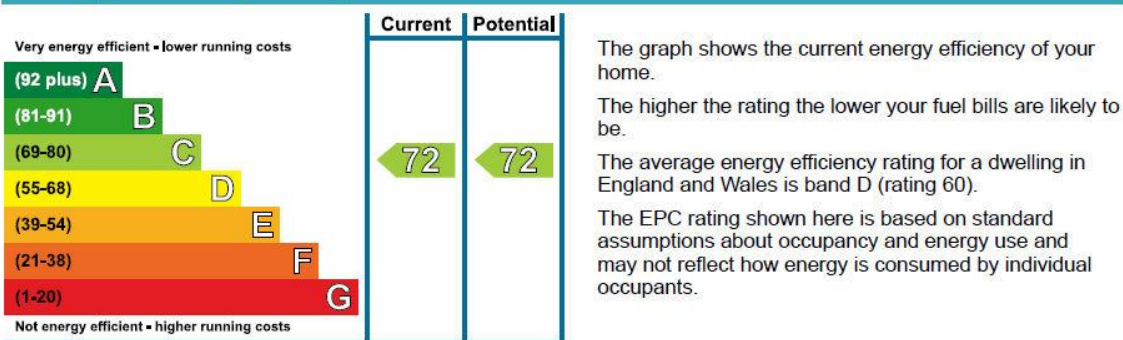 Current Potential
Very energy efficient - lower running costs
(92 plus) A
(81-91) B
(69-80) C
72 72
(55-68) D
(39-54) E
(21-38) F
(1-20) G
Not energy efficient - higher running costs
The graph shows the current energy efficiency of your
home.
The higher the rating the lower your fuel bills are likely to
be.
The average energy efficiency rating for a dwelling in
England and Wales is band D (rating 60).
The EPC rating shown here is based on standard
assumptions about occupancy and energy use and
may not reflect how energy is consumed by individual
occupants.